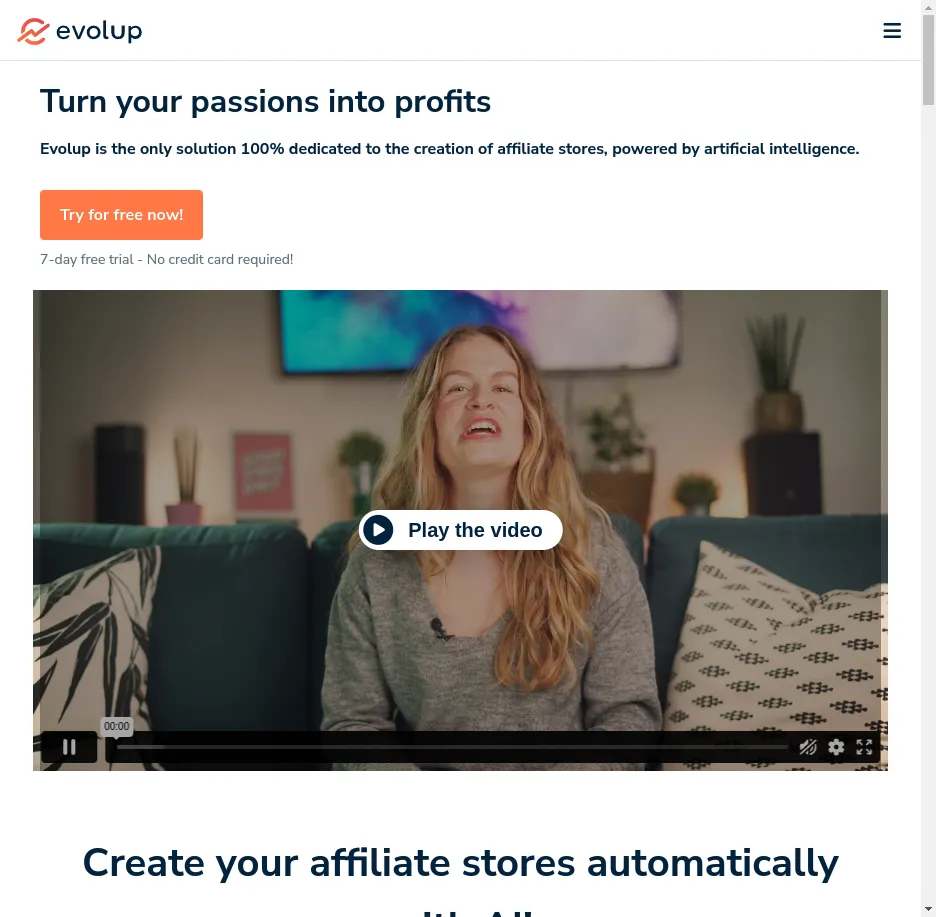 evolup
Turn your passions into profits
Evolup is the only solution 100% dedicated to the creation of affiliate stores, powered by artificial intelligence.
Try for free now!
7-day free trial - No credit card required!
Play the video
00:00
Create your affiliate stores automatically